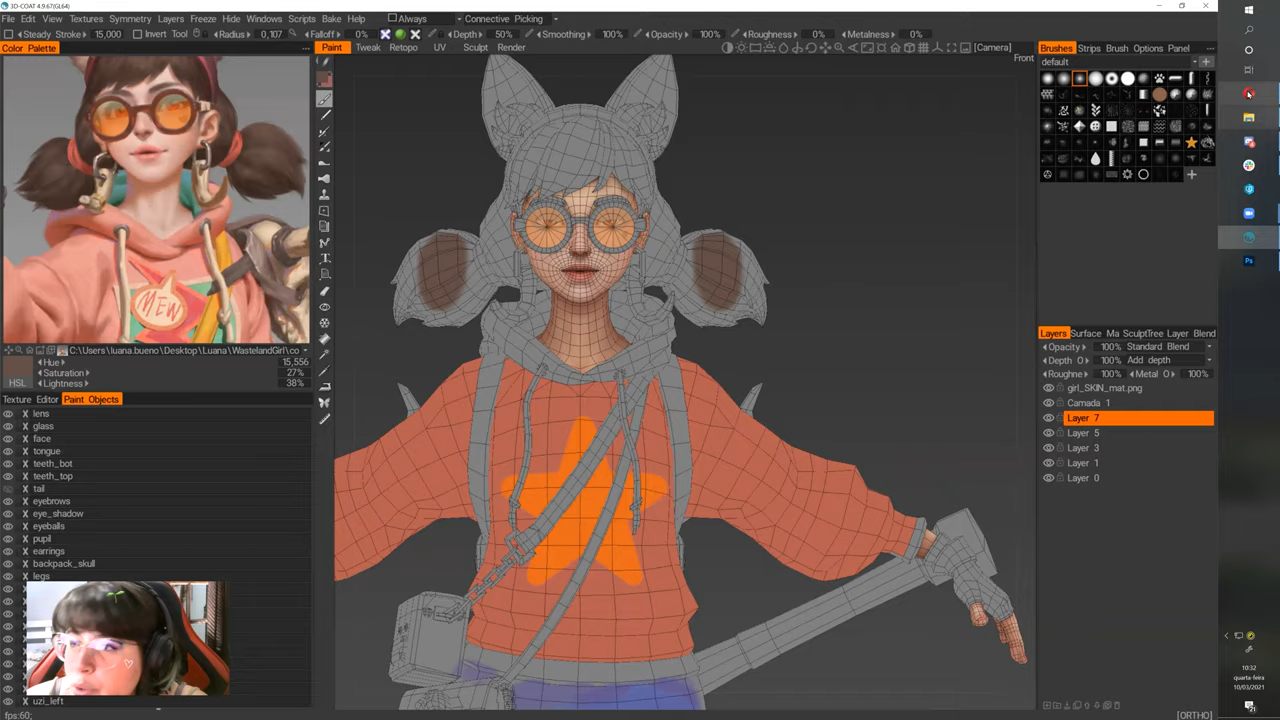 3D-COAT 4.9.67(GL64)
File Edit View Textures Symmetry Layers Freeze Hide Windows Scripts Bake Help Always Connective Picking
Steady Stroke 15,000 Invert Tool Radius 0,107 Falloff 0% Depth 50% Smoothing 100% Opacity 100% Roughness 0% Metalness 0%
Color Palette
Paint Tweak Retopo UV Sculpt Render
[Camera]
Front
Brushes Strips Brush Options Panel
default
MEW
C:\Users\luana.bueno\Desktop\Luana\WastelandGirl\co
Hue 15,556
Saturation 27%
HSL
Lightness 38%
Texture Editor Paint Objects
lens
glass
face
tongue
teeth_bot
teeth_top
tail
eyebrows
eye_shadow
eyeballs
pupil
earrings
backpack_skull
legs
uzi_left
fps:60;
Layers Surface Ma SculptTree Layer Blend
Opacity 100% Standard Blend
Depth O 100% Add depth
Roughne 100% Metal O 100%
girl_SKIN_mat.png
Camada 1
Layer 7
Layer 5
Layer 3
Layer 1
Layer 0
[ORTHO]
Ps
10:32
quarta-feira
10/03/2021